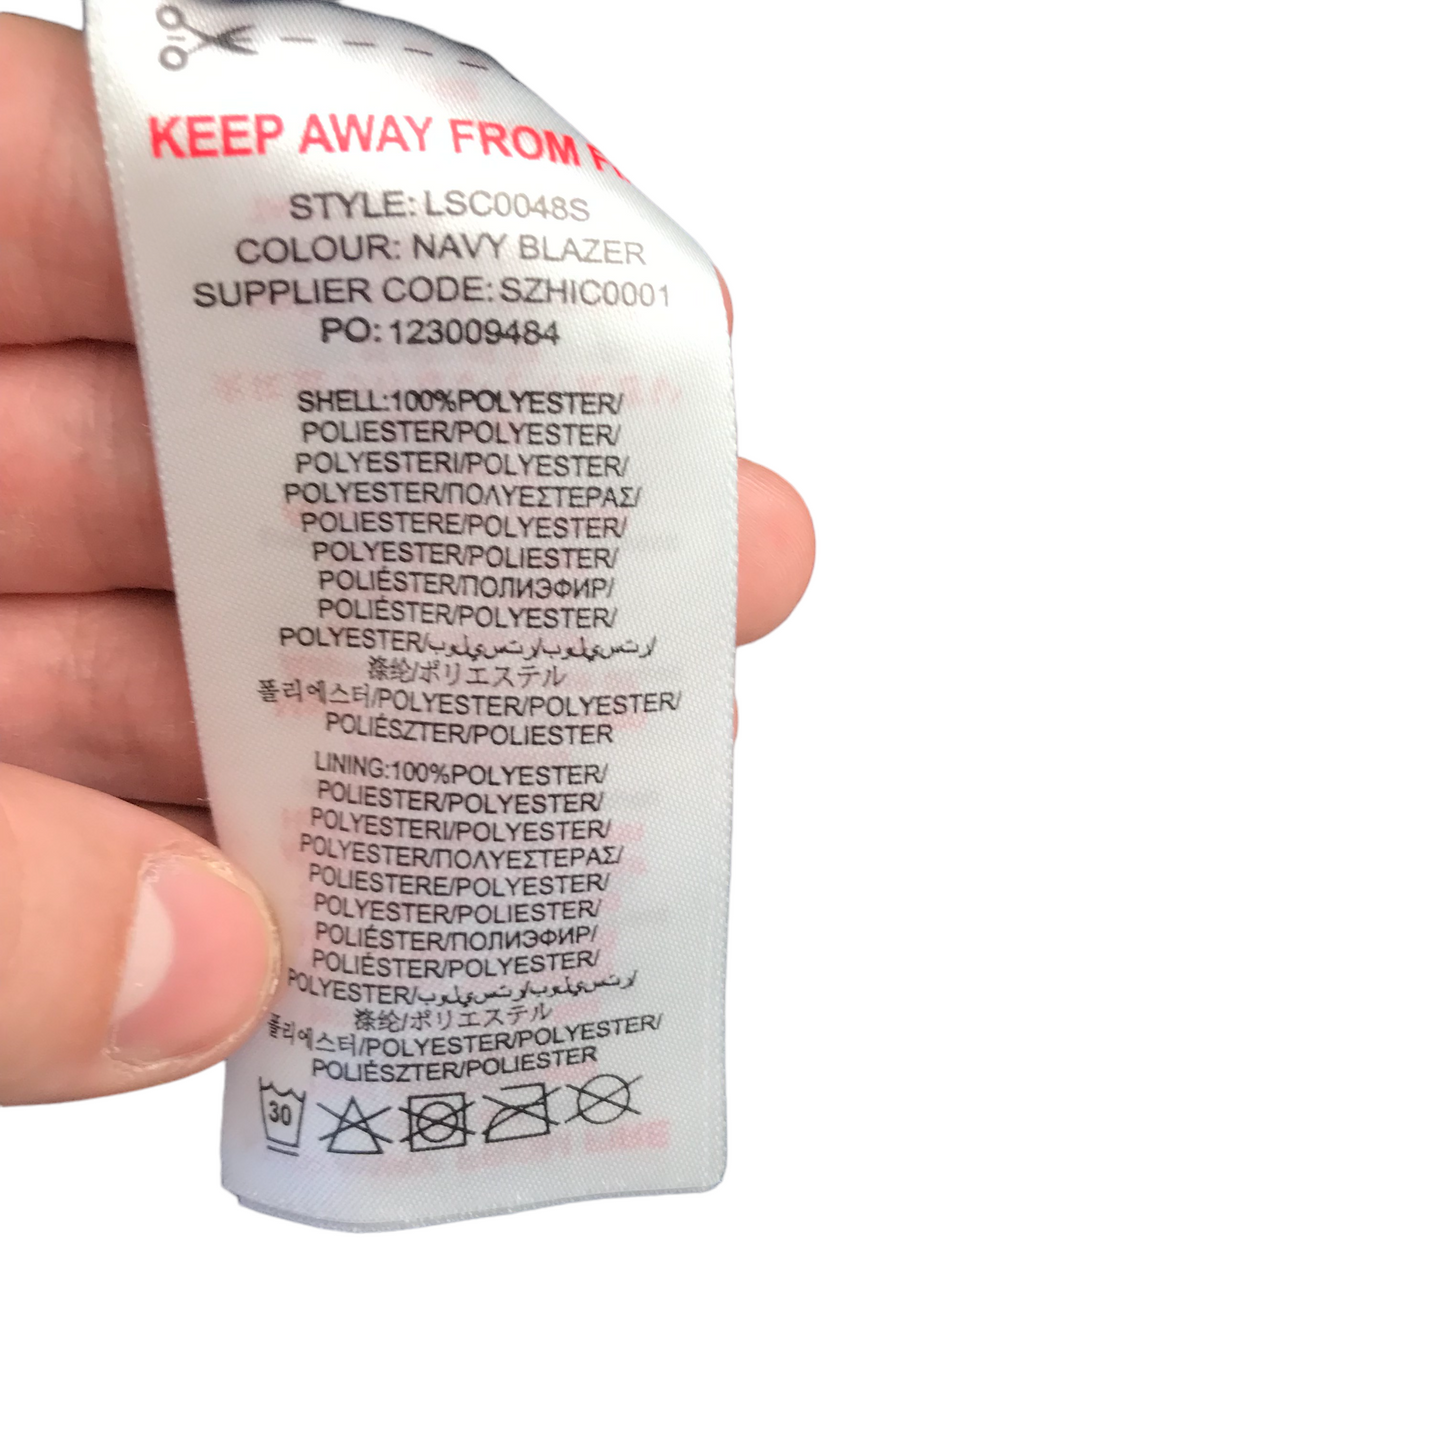 KEEP AWAY FROM
STYLE: LSC0048S
COLOUR: NAVY BLAZER
SUPPLIER CODE: SZHIC0001
PO: 123009484
SHELL:100%POLYESTER/
POLIESTER/POLYESTER/
POLYESTERI/POLYESTER/
POLYESTER/ΠΟΛΥΕΣΤΕΡΑΣ/
POLIESTERE/POLYESTER/
POLYESTER/POLIESTER/
POLIÉSTER/ПОЛИЭФИР/
POLIÉSTER/POLYESTER/
POLYESTER/بوليستر/بوليستر/
涤纶/ポリエステル
폴리에스터/POLYESTER/POLYESTER/
POLIÉSZTER/POLIESTER
LINING:100%POLYESTER/
POLIESTER/POLYESTER/
POLYESTERI/POLYESTER/
POLYESTER/ΠΟΛΥΕΣΤΕΡΑΣ/
POLIESTERE/POLYESTER/
POLYESTER/POLIESTER/
POLIÉSTER/ПОЛИЭФИР/
POLIÉSTER/POLYESTER/
POLYESTER/بوليستر/بوليستر/
涤纶/ポリエステル
폴리에스터/POLYESTER/POLYESTER/
POLIÉSZTER/POLIESTER
30